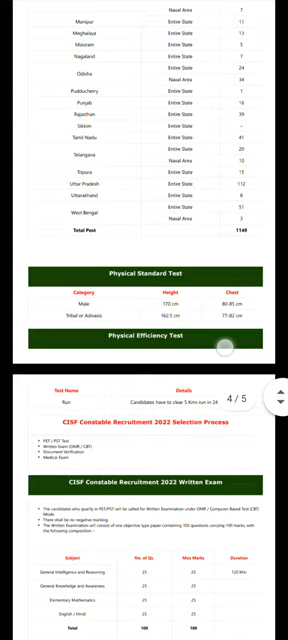 Naxal Area 7
Manipur Entire State 11
Meghalaya Entire State 13
Mizoram Entire State 5
Nagaland Entire State 7
Odisha Entire State 24
Naxal Area 34
Puducherry Entire State 1
Punjab Entire State 16
Rajasthan Entire State 39
Sikkim Entire State –
Tamil Nadu Entire State 41
Telangana Entire State 20
Naxal Area 10
Tripura Entire State 15
Uttar Pradesh Entire State 112
Uttarakhand Entire State 6
West Bengal Entire State 51
Naxal Area 3
Total Post 1149
Physical Standard Test
Category Height Chest
Male 170 cm 80-85 cm
Tribal or Adivasis 162.5 cm 77-82 cm
Physical Efficiency Test
Test Name Details
Run Candidates have to clear 5 Kms run in 24
4 / 5
CISF Constable Recruitment 2022 Selection Process
• PET / PST Test
• Written Exam (OMR / CBT)
• Document Verification
• Medical Exam
CISF Constable Recruitment 2022 Written Exam
• The candidates who qualify in PET/PST will be called for Written Examination under OMR / Computer Based Test (CBT)
Mode.
• There shall be no negative marking.
• The Written Examination will consist of one objective type paper containing 100 questions carrying 100 marks, with
the following composition –
Subject No. of Qs. Max Marks Duration
General Intelligence and Reasoning 25 25 120 Min
General Knowledge and Awareness 25 25
Elementary Mathematics 25 25
English / Hindi 25 25
Total 100 100